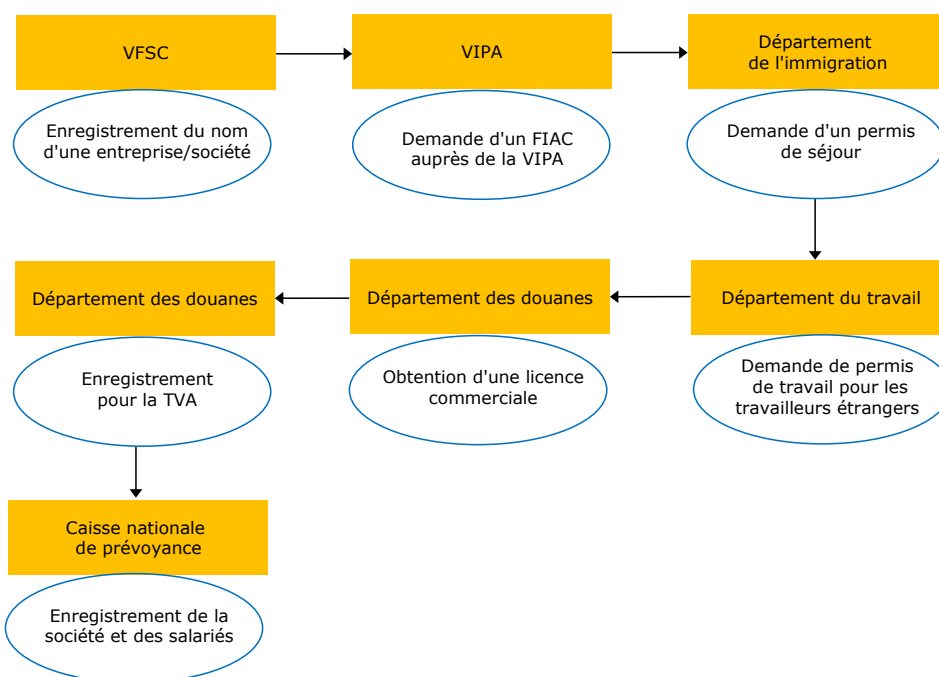 VFSC
Enregistrement du nom
d'une entreprise/société
VIPA
Demande d'un FIAC
auprès de la VIPA
Département
de l'immigration
Demande d'un permis
de séjour
Département du travail
Demande de permis
de travail pour les
travailleurs étrangers
Département des douanes
Obtention d'une licence
commerciale
Département des douanes
Enregistrement
pour la TVA
Caisse nationale
de prévoyance
Enregistrement de la
société et des salariés